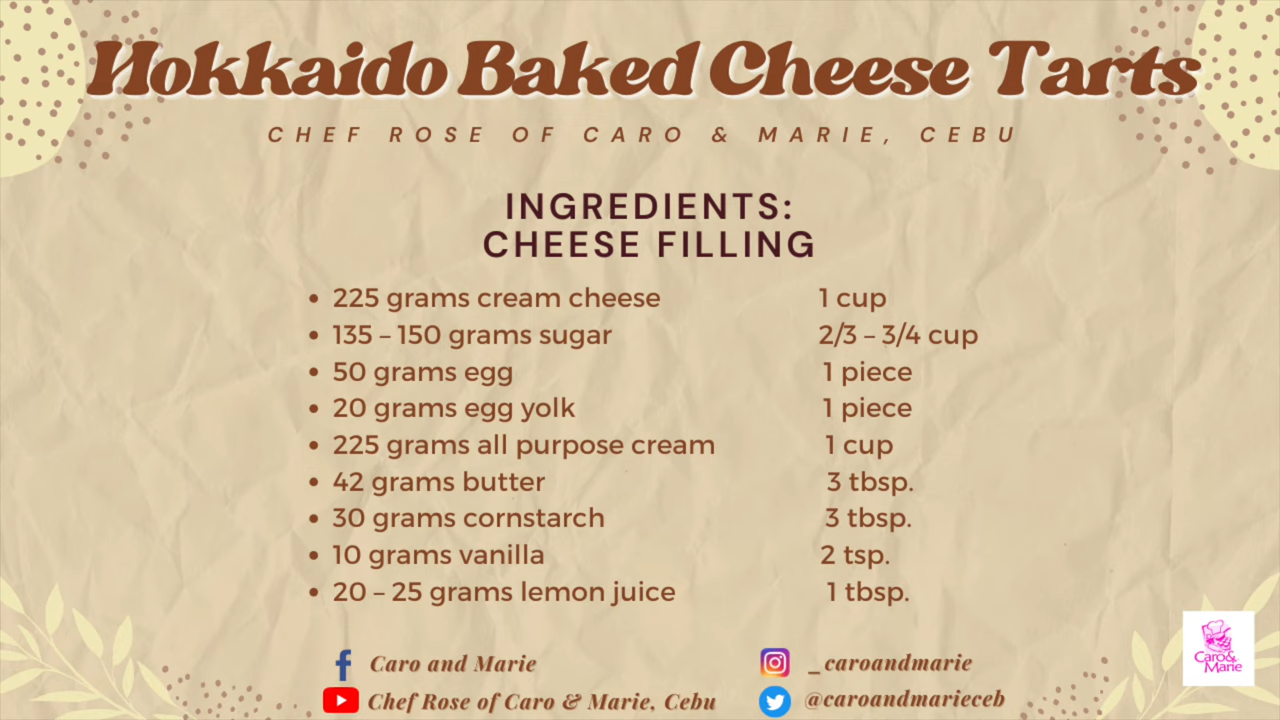 Hokkaido Baked Cheese Tarts
CHEF ROSE OF CARO & MARIE, CEBU
INGREDIENTS:
CHEESE FILLING
• 225 grams cream cheese 1 cup
• 135 – 150 grams sugar 2/3 – 3/4 cup
• 50 grams egg 1 piece
• 20 grams egg yolk 1 piece
• 225 grams all purpose cream 1 cup
• 42 grams butter 3 tbsp.
• 30 grams cornstarch 3 tbsp.
• 10 grams vanilla 2 tsp.
• 20 – 25 grams lemon juice 1 tbsp.
Caro and Marie _caroandmarie
Chef Rose of Caro & Marie, Cebu @caroandmarieceb
Caro&
Marie